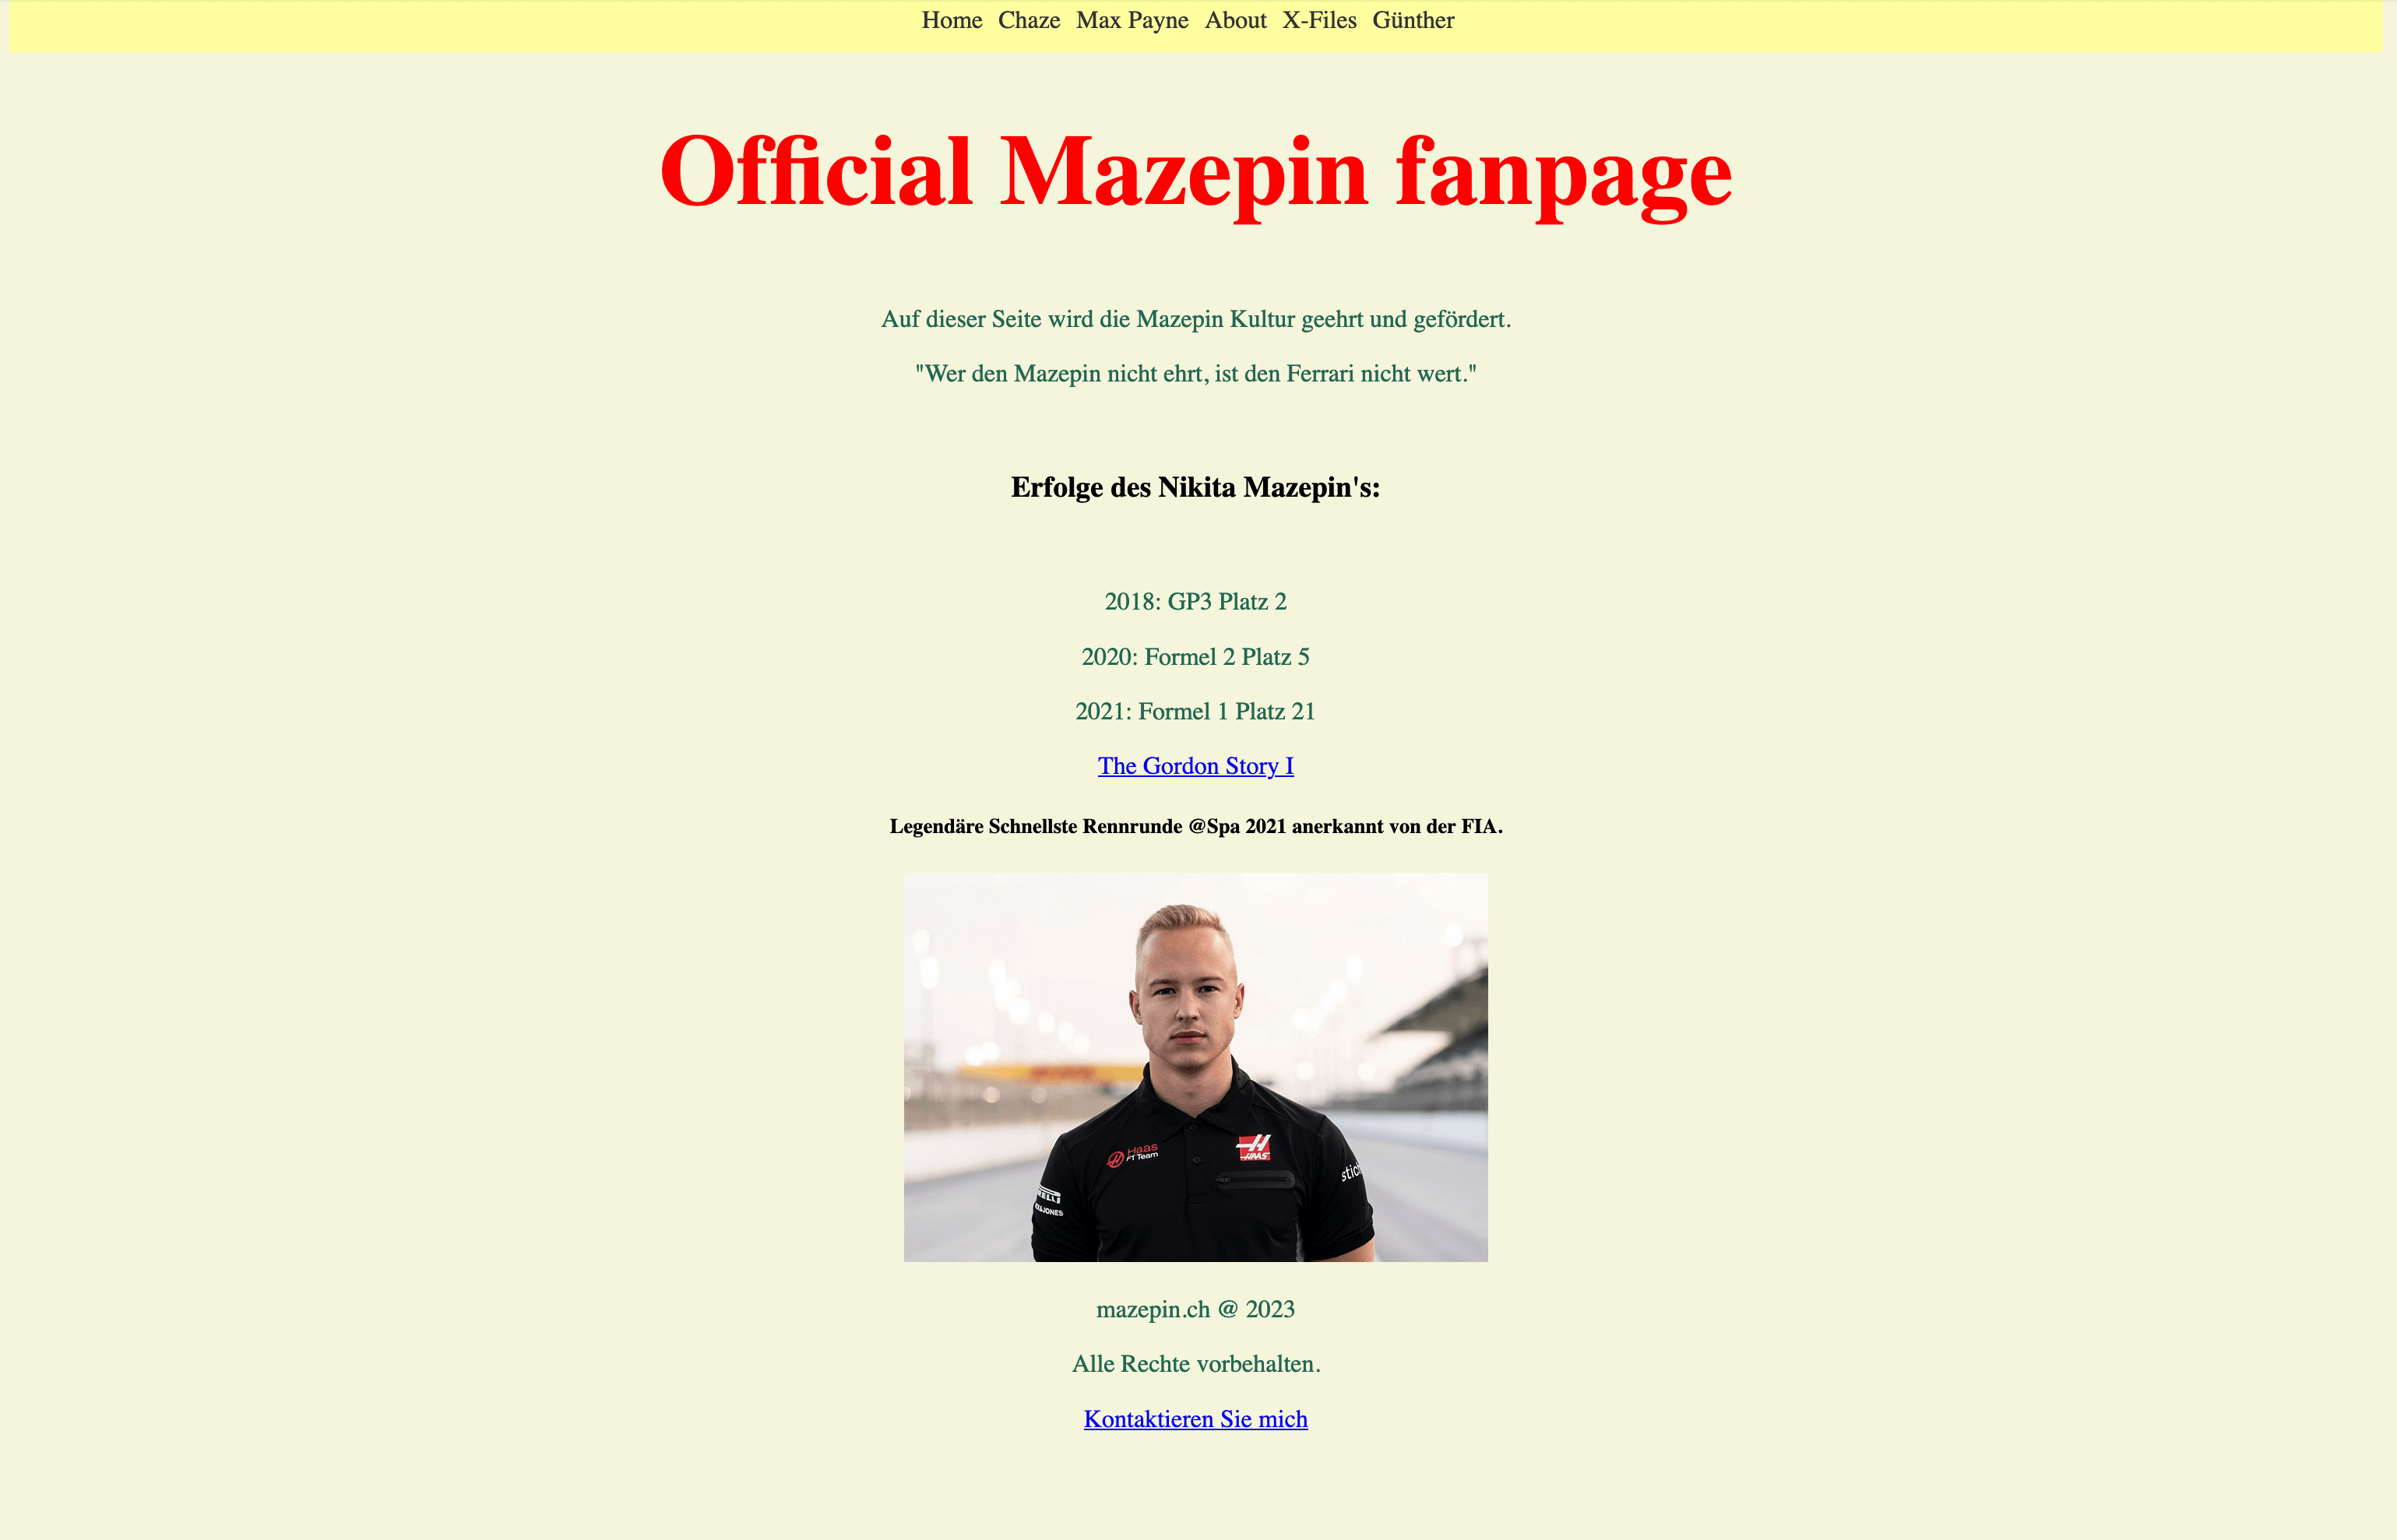 Home Chaze Max Payne About X-Files Günther
Official Mazepin fanpage
Auf dieser Seite wird die Mazepin Kultur geehrt und gefördert.
"Wer den Mazepin nicht ehrt, ist den Ferrari nicht wert."
Erfolge des Nikita Mazepin's:
2018: GP3 Platz 2
2020: Formel 2 Platz 5
2021: Formel 1 Platz 21
The Gordon Story I
Legendäre Schnellste Rennrunde @Spa 2021 anerkannt von der FIA.
Haas
F1 Team
HAAS
stich
RELLI
&JONES
mazepin.ch @ 2023
Alle Rechte vorbehalten.
Kontaktieren Sie mich